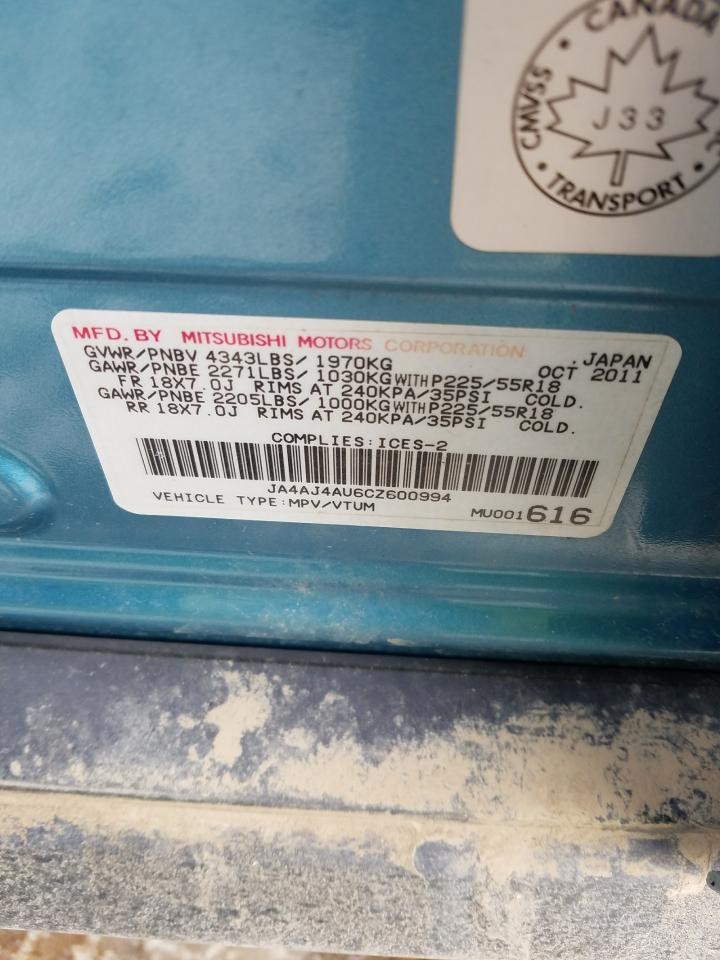 CANADA
CMVSS
J33
TRANSPORT
MFD. BY MITSUBISHI MOTORS CORPORATION
GVWR/PNBV 4343LBS/ 1970KG
.JAPAN
OCT 2011
GAWR/PNBE 2271LBS/ 1030KG WITH P225/55R18
FR 18X7.0J RIMS AT 240KPA/35PSI COLD.
GAWR/PNBE 2205LBS/ 1000KG WITH P225/55R18
RR 18X7.0J RIMS AT 240KPA/35PSI COLD.
COMPLIES:ICES-2
JA4AJ4AU6CZ600994
VEHICLE TYPE:MPV/VTUM
MU001616